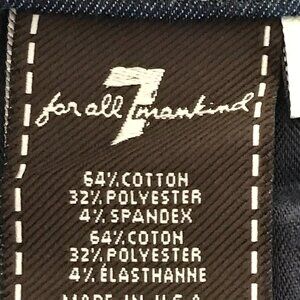 for all 7 mankind
64% COTTON
32% POLYESTER
4% SPANDEX
64% COTON
32% POLYESTER
4% ÉLASTHANNE
MADE IN U.S.A